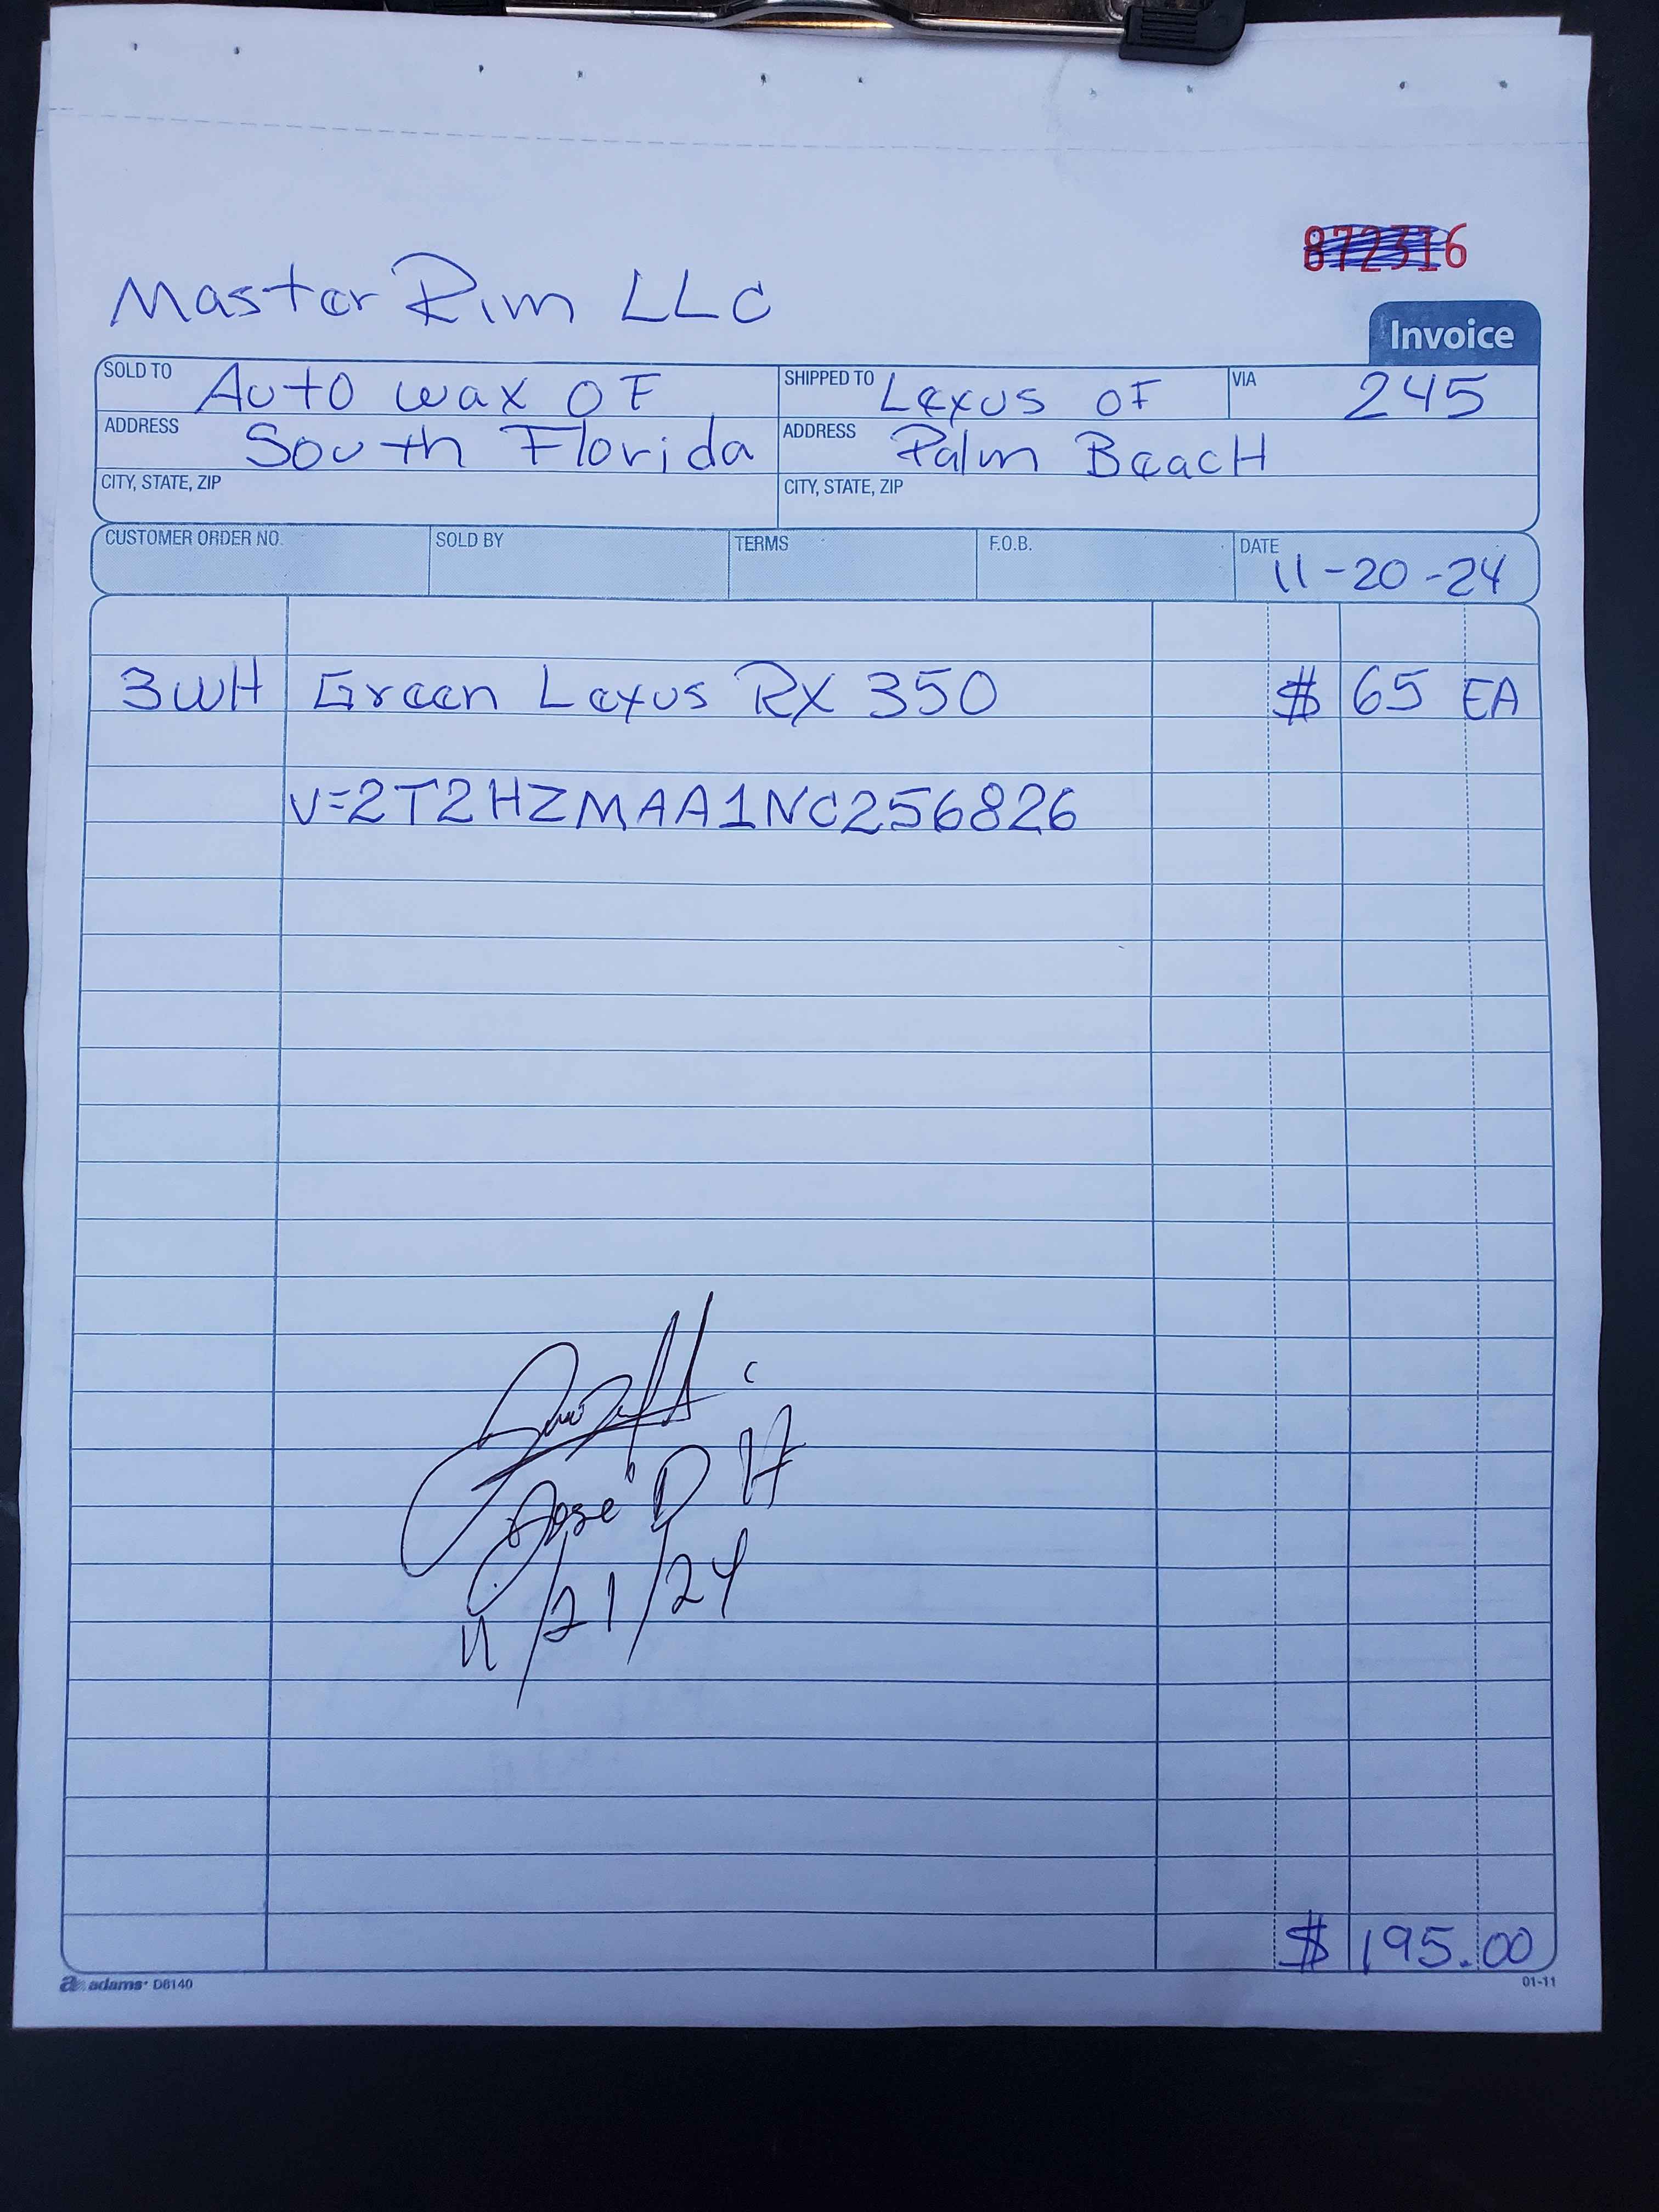 872316
Master Rim LLC
Invoice
SOLD TO Auto wax OF
SHIPPED TO Lexus OF
VIA 245
ADDRESS South Florida
ADDRESS Palm BeacH
CITY, STATE, ZIP
CITY, STATE, ZIP
CUSTOMER ORDER NO. SOLD BY TERMS F.O.B. DATE 11-20-24
3WH Green Lexus RX 350 $ 65 EA
V=2T2HZMAA1NC256826
Jose D H
11/21/24
$ 195.00
adams D8140
01-11